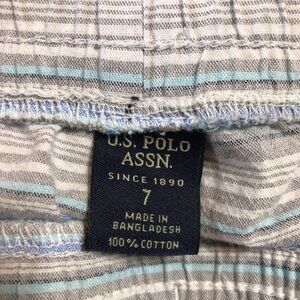 U.S. POLO
ASSN.
SINCE 1890
7
MADE IN
BANGLADESH
100% COTTON